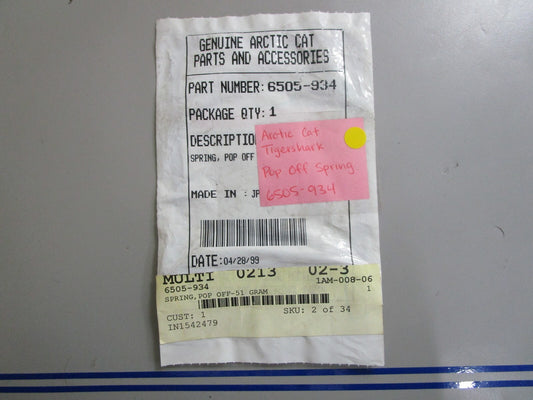 GENUINE ARCTIC CAT
PARTS AND ACCESSORIES
PART NUMBER: 6505-934
PACKAGE QTY: 1
DESCRIPTIO
SPRING, POP OFF
MADE IN : JP
DATE: 04/28/99
Arctic Cat
Tigershark
Pop Off Spring
6505-934
MULTI 0213 02-3
6505-934 1AM-008-06
SPRING,POP OFF-51 GRAM 1
CUST: 1 SKU: 2 of 34
IN1542479